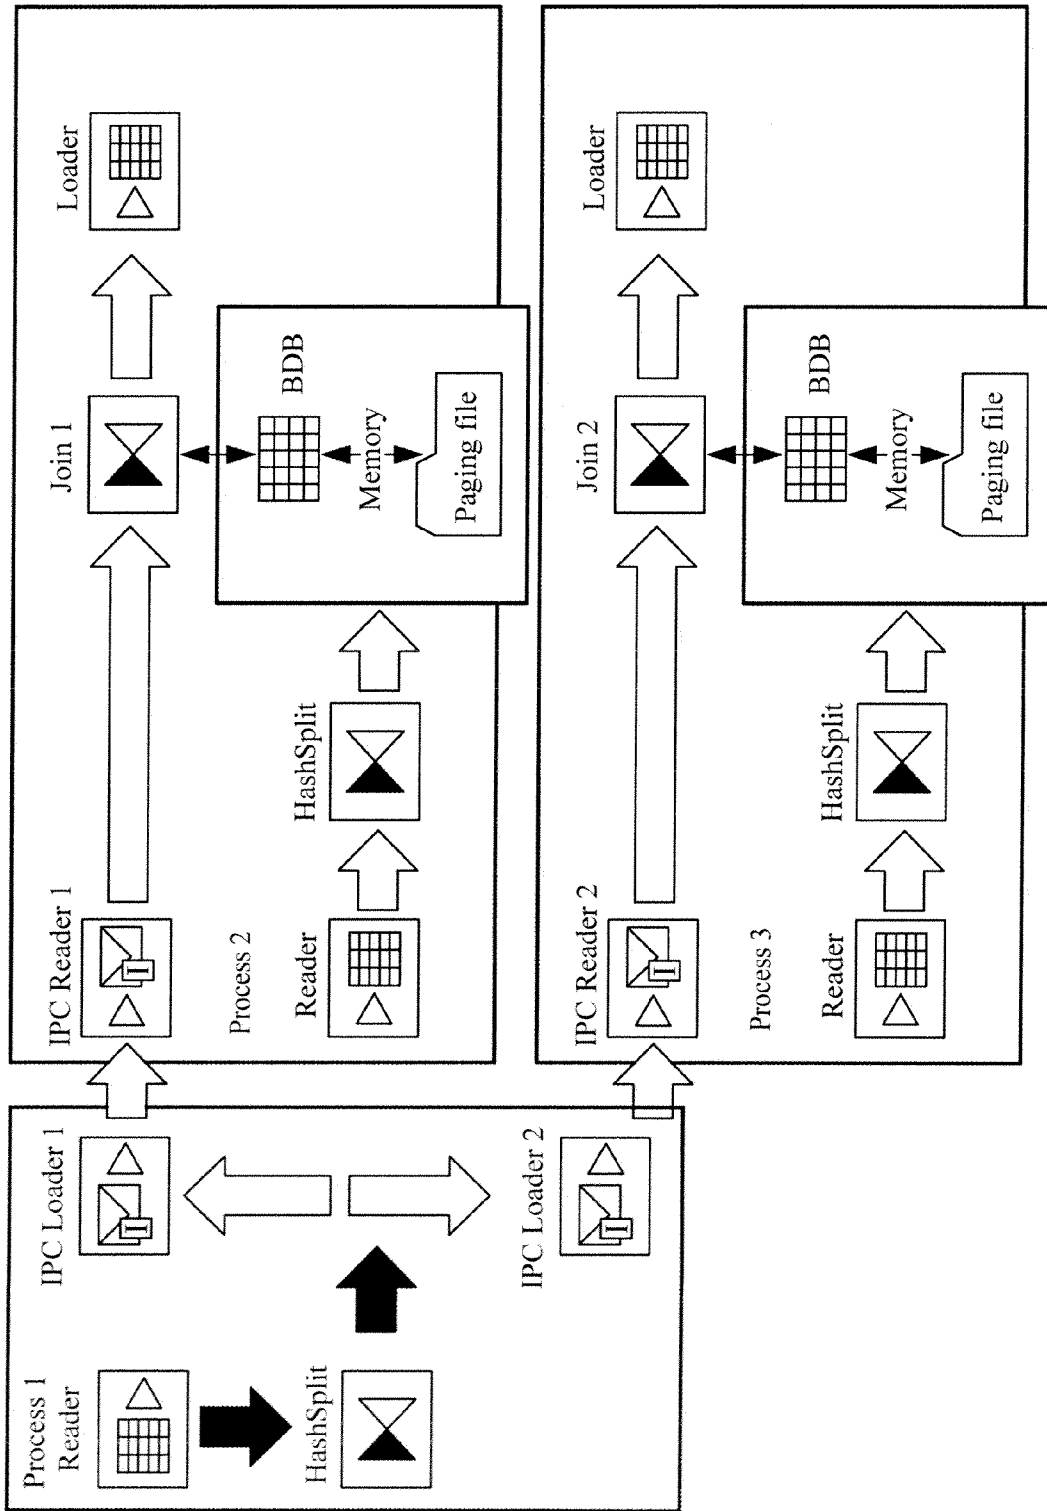 Process 1
Reader
HashSplit
IPC Loader 1
IPC Loader 2
IPC Reader 1
Process 2
Reader
HashSplit
Join 1
BDB
Memory
Paging file
Loader
IPC Reader 2
Process 3
Reader
HashSplit
Join 2
BDB
Memory
Paging file
Loader